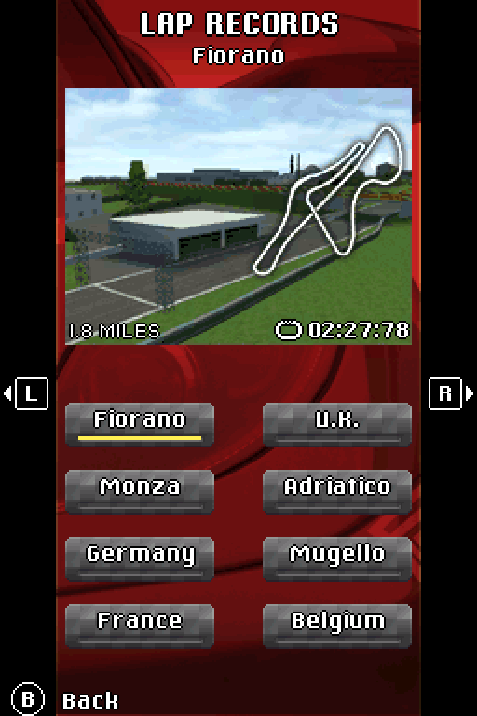 LAP RECORDS
Fiorano
1.8 MILES
02:27:78
L
R
Fiorano
U.K.
Monza
Adriatico
Germany
Mugello
France
Belgium
B Back